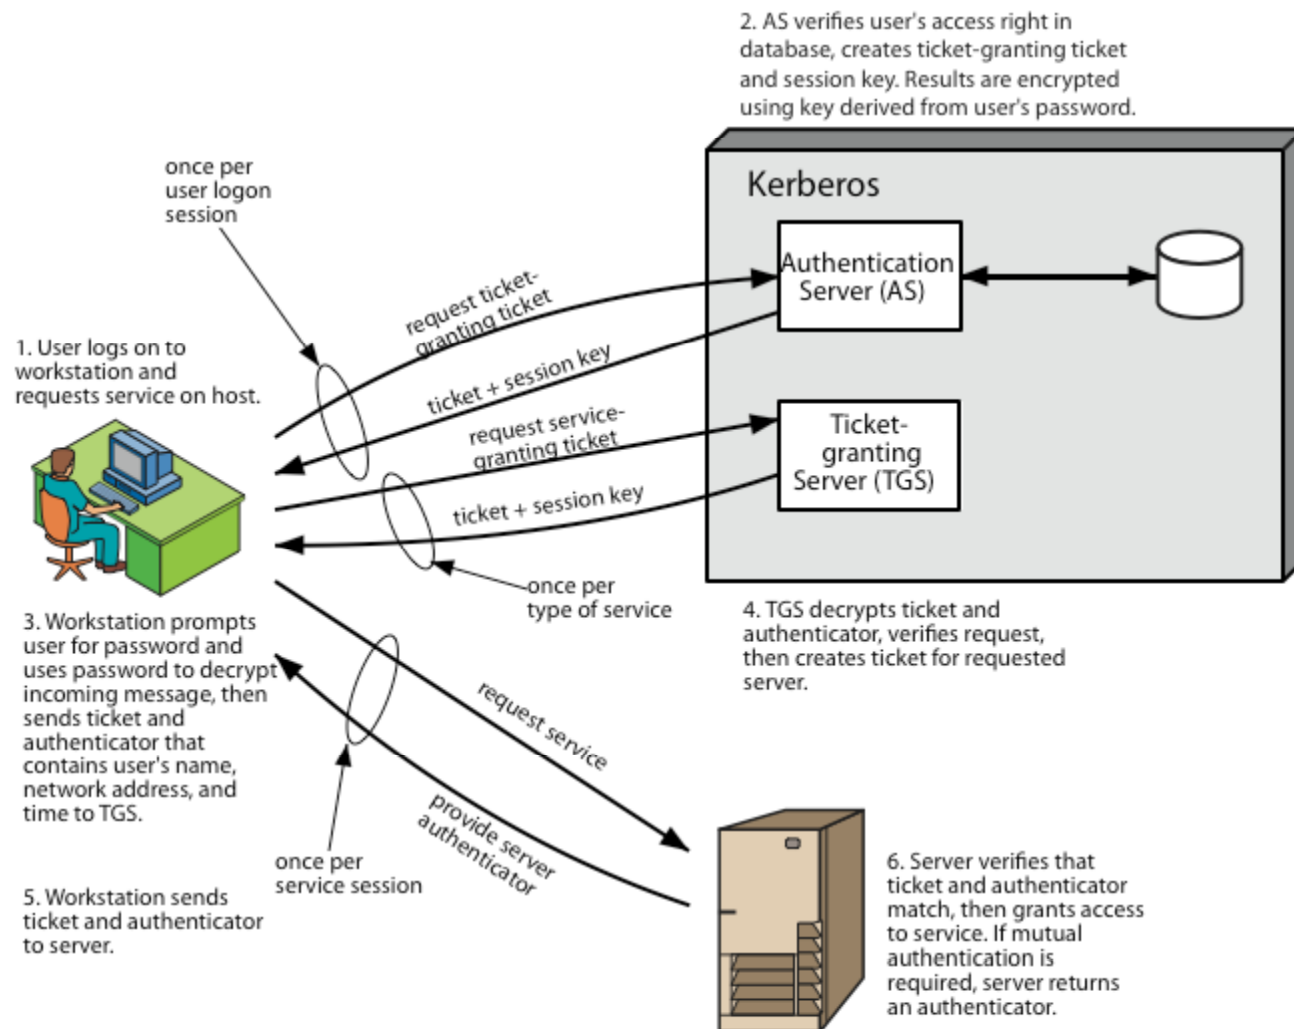 2. AS verifies user's access right in
database, creates ticket-granting ticket
and session key. Results are encrypted
using key derived from user's password.
once per
user logon
session
Kerberos
Authentication
Server (AS)
request ticket-
granting ticket
1. User logs on to
workstation and
requests service on host.
ticket + session key
request service-
granting ticket
Ticket-
granting
Server (TGS)
ticket + session key
once per
type of service
3. Workstation prompts
user for password and
uses password to decrypt
incoming message, then
sends ticket and
authenticator that
contains user's name,
network address, and
time to TGS.
4. TGS decrypts ticket and
authenticator, verifies request,
then creates ticket for requested
server.
request service
provide server
authenticator
once per
service session
5. Workstation sends
ticket and authenticator
to server.
6. Server verifies that
ticket and authenticator
match, then grants access
to service. If mutual
authentication is
required, server returns
an authenticator.